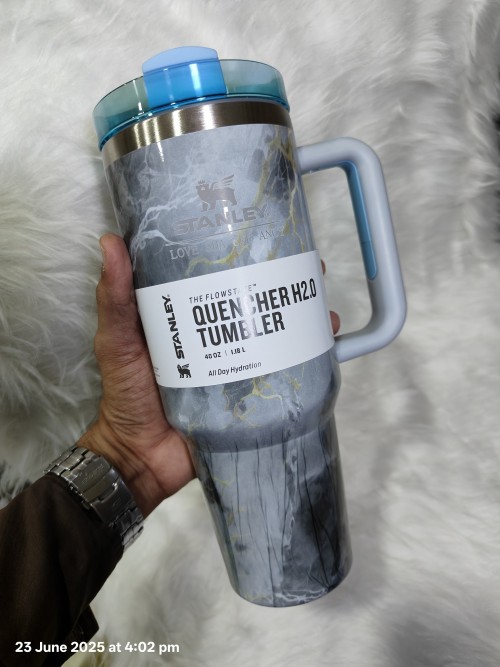 STANLEY
LOVE
STANLEY.
THE FLOWSTATE™
QUENCHER H2.0
TUMBLER
40 OZ | 1.18 L
All Day Hydration
23 June 2025 at 4:02 pm